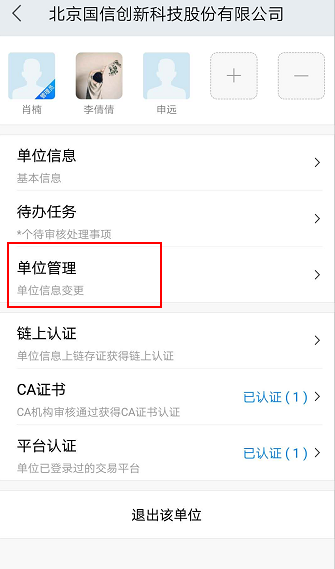 北京国信创新科技股份有限公司
管理员
肖楠
李倩倩
申远
单位信息
基本信息
待办任务
*个待审核处理事项
单位管理
单位信息变更
链上认证
单位信息上链存证获得链上认证
CA证书
已认证 ( 1 )
CA机构审核通过获得CA证书认证
平台认证
已认证 ( 1 )
单位已登录过的交易平台
退出该单位